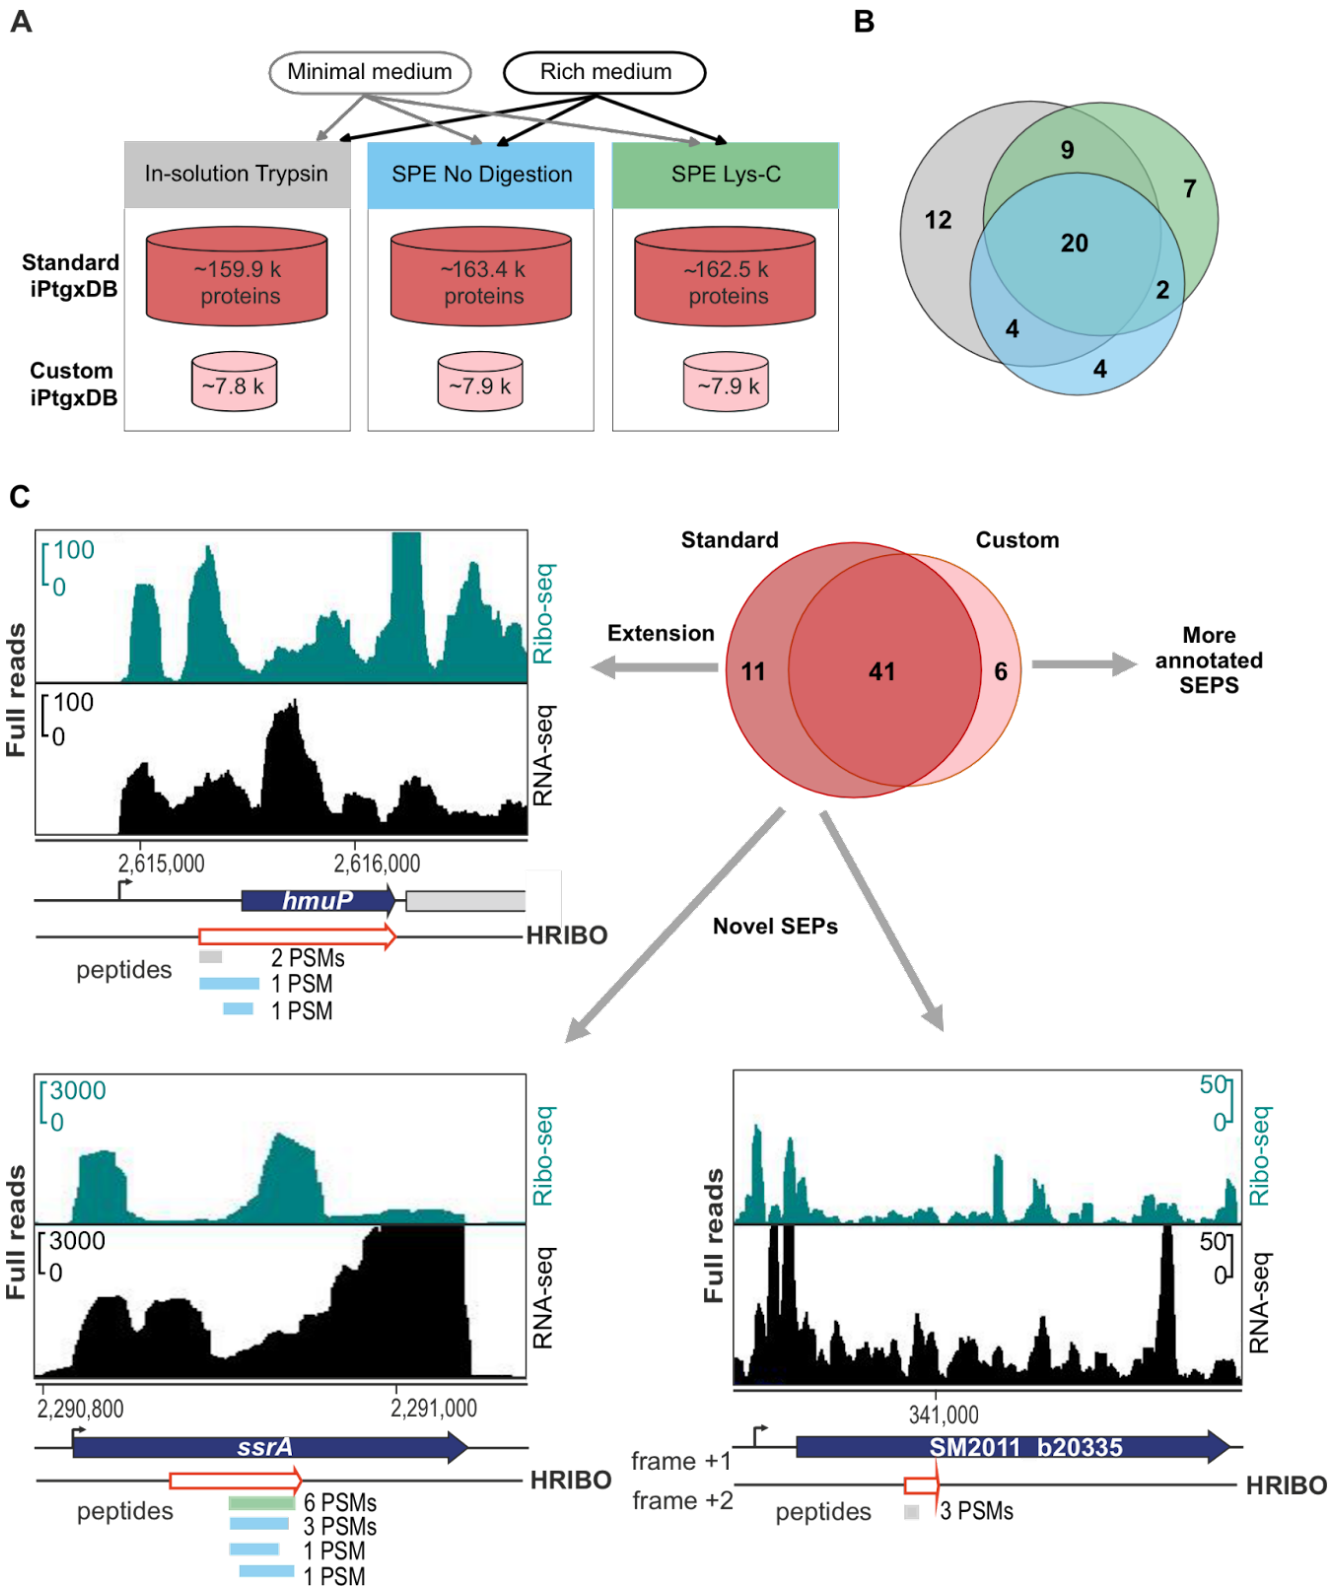 A
B
Minimal medium
Rich medium
In-solution Trypsin
SPE No Digestion
SPE Lys-C
Standard
iPtgxDB
~159.9 k
proteins
~163.4 k
proteins
~162.5 k
proteins
Custom
iPtgxDB
~7.8 k
~7.9 k
~7.9 k
9
7
12
20
2
4
4
C
Full reads
100
0
Ribo-seq
100
0
RNA-seq
2,615,000
2,616,000
hmuP
HRIBO
peptides
2 PSMs
1 PSM
1 PSM
Standard
Custom
Extension
11
41
6
More
annotated
SEPS
Novel SEPs
Full reads
3000
0
Ribo-seq
3000
0
RNA-seq
2,290,800
2,291,000
ssrA
HRIBO
peptides
6 PSMs
3 PSMs
1 PSM
1 PSM
Full reads
50
0
Ribo-seq
50
0
RNA-seq
341,000
SM2011 b20335
frame +1
frame +2
HRIBO
peptides
3 PSMs